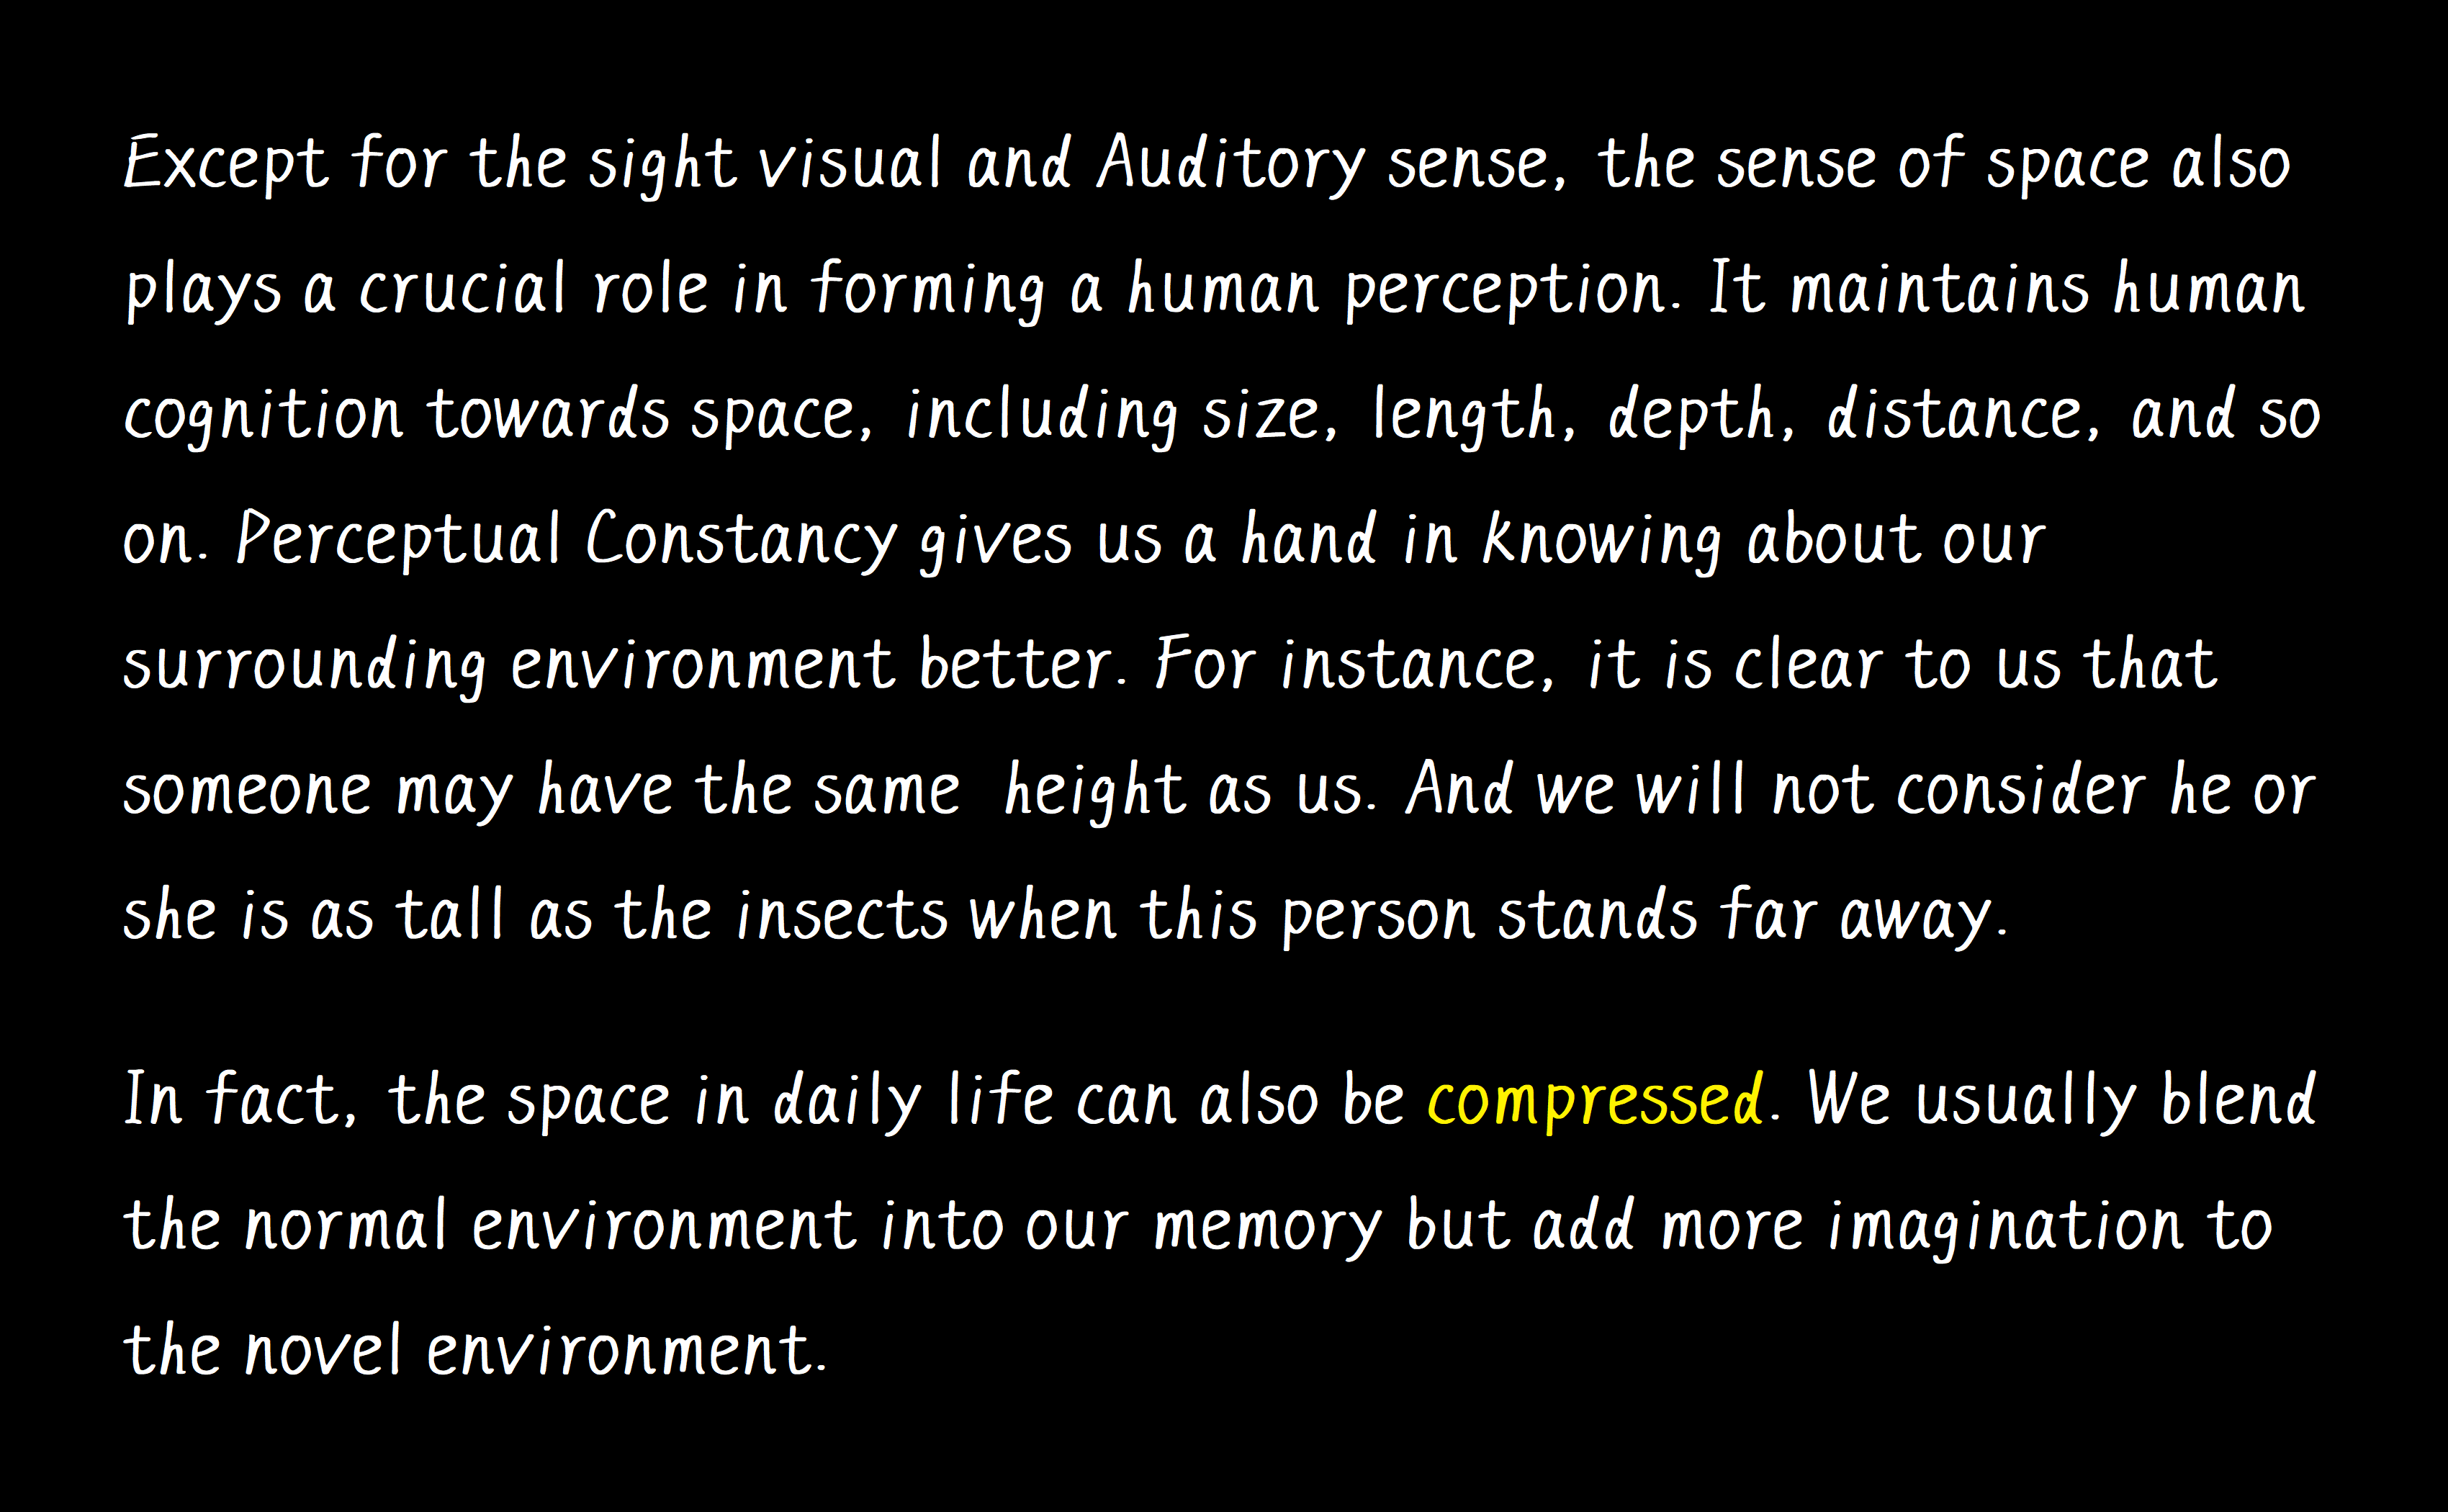 Except for the sight visual and Auditory sense, the sense of space also
plays a crucial role in forming a human perception. It maintains human
cognition towards space, including size, length, depth, distance, and so
on. Perceptual Constancy gives us a hand in knowing about our
surrounding environment better. For instance, it is clear to us that
someone may have the same  height as us. And we will not consider he or
she is as tall as the insects when this person stands far away.
In fact, the space in daily life can also be compressed. We usually blend
the normal environment into our memory but add more imagination to
the novel environment.